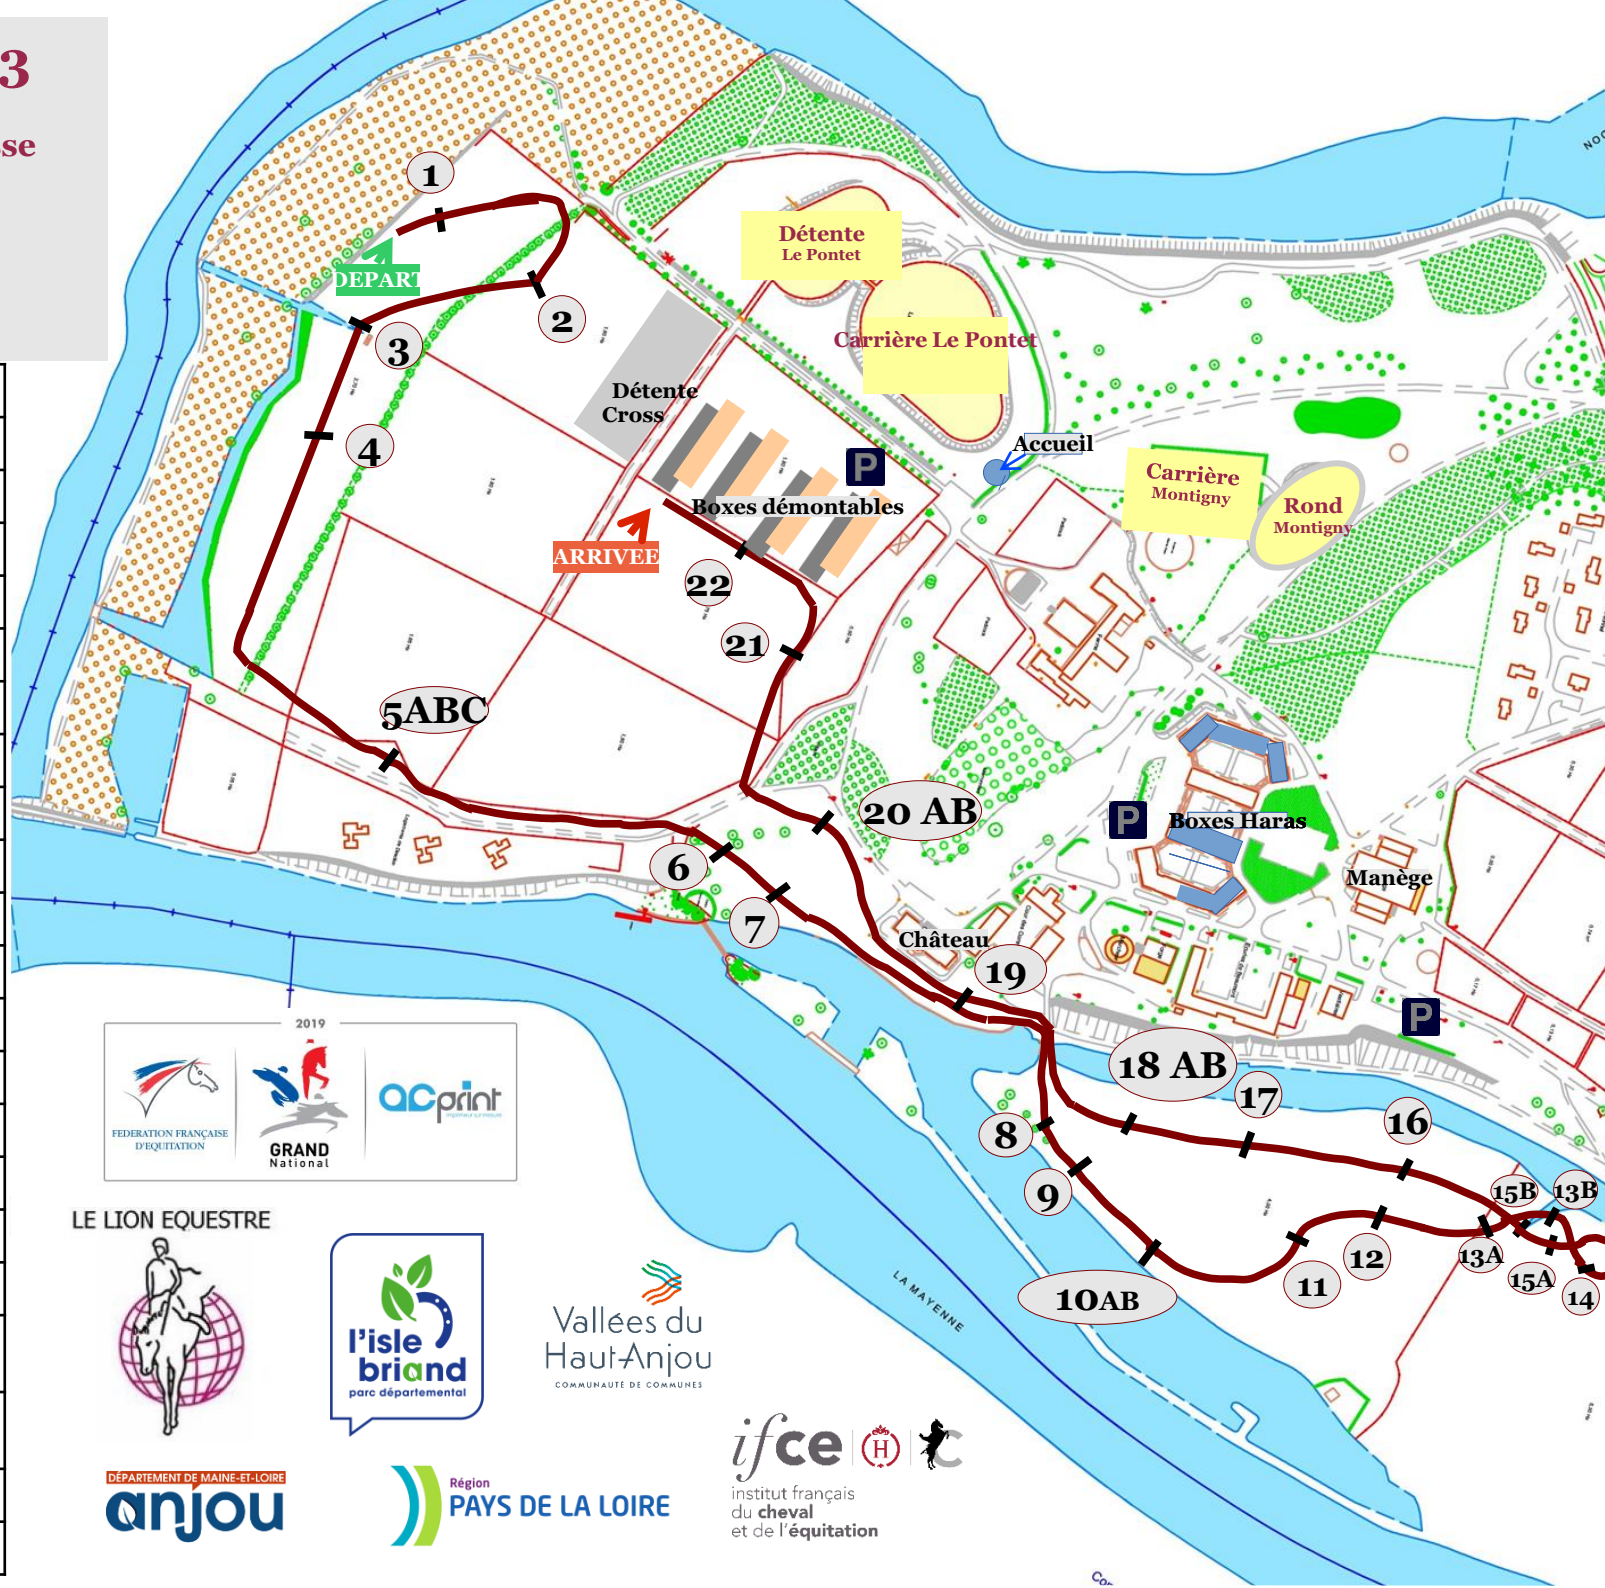 3
sse
1
DEPART
2
3
4
Détente
Le Pontet
Carrière Le Pontet
Détente
Cross
Accueil
P
Boxes démontables
Carrière
Montigny
Rond
Montigny
ARRIVEE
22
21
5ABC
20 AB
P
Boxes Haras
Manège
6
7
Château
19
P
18 AB
17
16
8
9
15B
13B
10AB
11
12
13A
15A
14
LA MAYENNE
2019
FEDERATION FRANÇAISE
D'EQUITATION
GRAND
National
acprint
LE LION EQUESTRE
l'isle
briand
parc départemental
Vallées du
Haut-Anjou
COMMUNAUTÉ DE COMMUNES
DÉPARTEMENT DE MAINE-ET-LOIRE
anjou
Région
PAYS DE LA LOIRE
ifce
H
institut français
du cheval
et de l'équitation